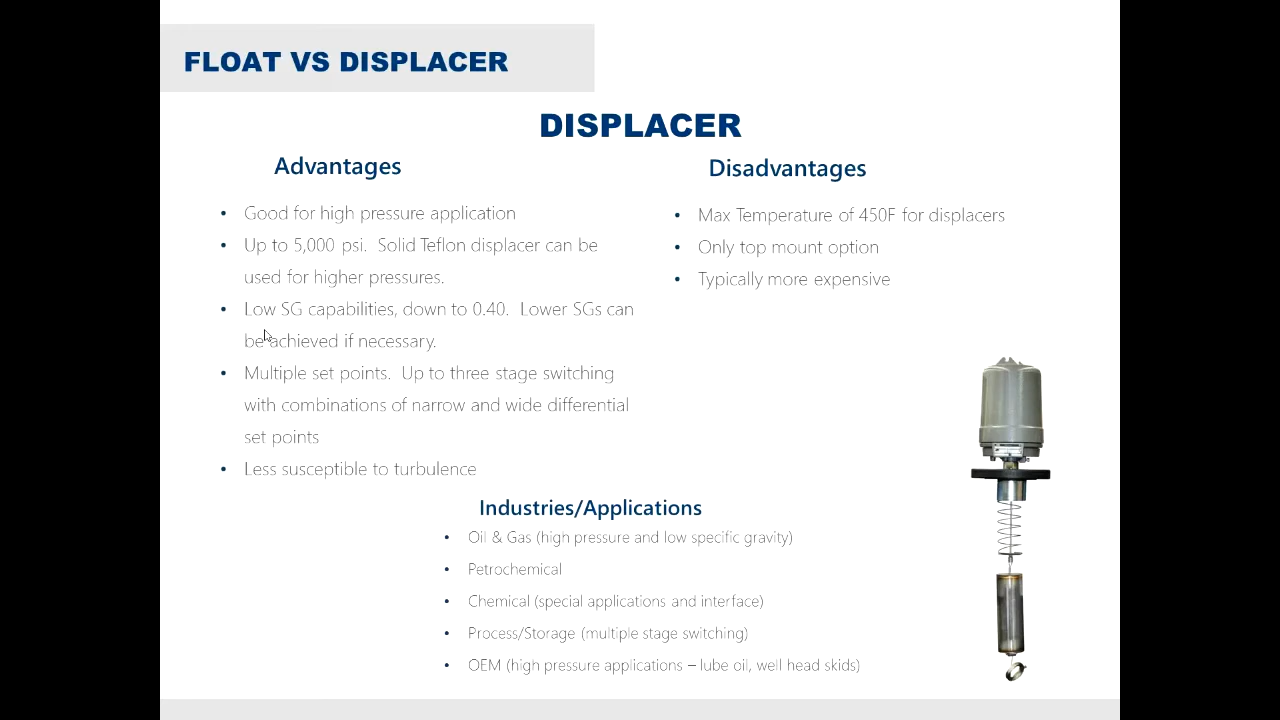 FLOAT VS DISPLACER
DISPLACER
Advantages
• Good for high pressure application
• Up to 5,000 psi. Solid Teflon displacer can be
used for higher pressures.
• Low SG capabilities, down to 0.40. Lower SGs can
be achieved if necessary.
• Multiple set points. Up to three stage switching
with combinations of narrow and wide differential
set points
• Less susceptible to turbulence
Disadvantages
• Max Temperature of 450F for displacers
• Only top mount option
• Typically more expensive
Industries/Applications
• Oil & Gas (high pressure and low specific gravity)
• Petrochemical
• Chemical (special applications and interface)
• Process/Storage (multiple stage switching)
• OEM (high pressure applications – lube oil, well head skids)